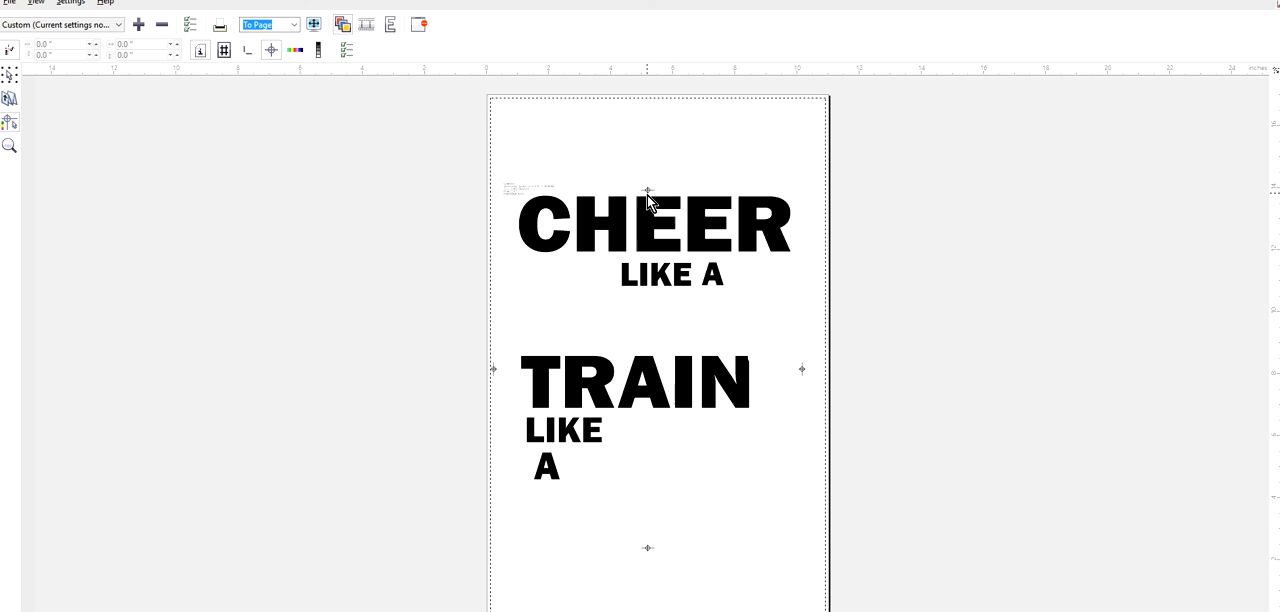 File View Settings Help
Custom (Current settings no... To Page
0.0 " 0.0 "
0.0 " 0.0 "
14 12 10 8 6 4 2 0 2 4 6 8 10 12 14 16 18 20 22 24 inches
CHEER
LIKE A
TRAIN
LIKE
A